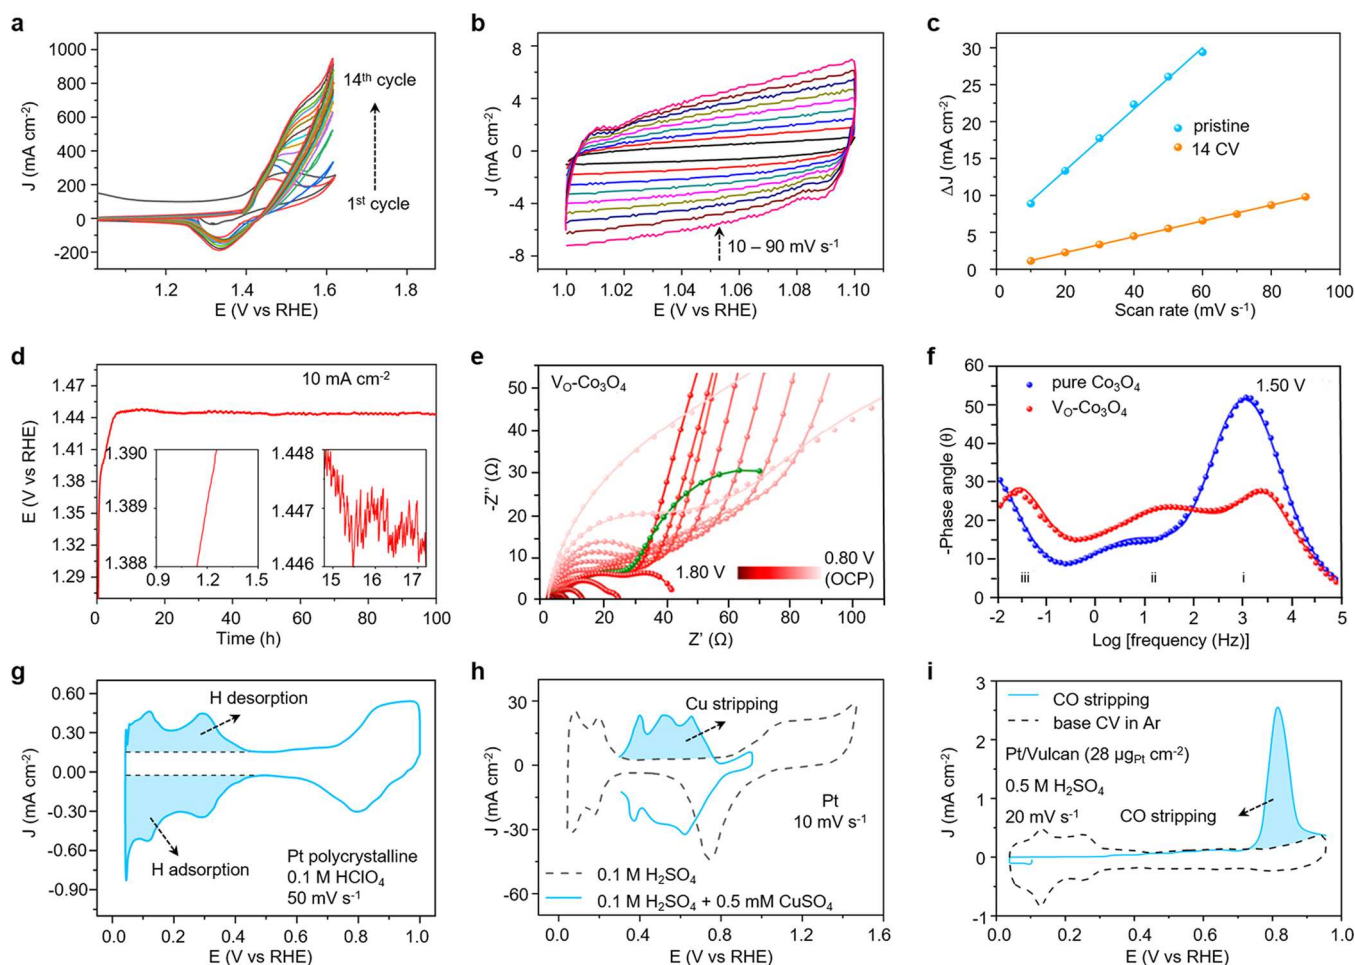 a
J (mA cm-2)
1000
800
600
400
200
0
-200
14th cycle
1st cycle
1.2
1.4
1.6
1.8
E (V vs RHE)
b
J (mA cm-2)
8
4
0
-4
-8
10 – 90 mV s-1
1.0
1.02
1.04
1.06
1.08
1.10
E (V vs RHE)
c
ΔJ (mA cm-2)
30
25
20
15
10
5
0
pristine
14 CV
0
20
40
60
80
100
Scan rate (mV s-1)
d
E (V vs RHE)
1.47
1.44
1.41
1.38
1.35
1.32
1.29
10 mA cm-2
1.390
1.389
1.388
0.9
1.2
1.5
1.448
1.447
1.446
15
16
17
0
20
40
60
80
100
Time (h)
e
-Z'' (Ω)
50
40
30
20
10
0
VO-Co3O4
1.80 V
0.80 V
(OCP)
0
20
40
60
80
100
Z' (Ω)
f
-Phase angle (θ)
60
50
40
30
20
10
0
pure Co3O4
VO-Co3O4
1.50 V
iii
ii
i
-2
-1
0
1
2
3
4
5
Log [frequency (Hz)]
g
J (mA cm-2)
0.60
0.30
0.00
-0.30
-0.60
-0.90
H desorption
H adsorption
Pt polycrystalline
0.1 M HClO4
50 mV s-1
0.0
0.2
0.4
0.6
0.8
1.0
E (V vs RHE)
h
J (mA cm-2)
30
0
-30
-60
Cu stripping
Pt
10 mV s-1
0.1 M H2SO4
0.1 M H2SO4 + 0.5 mM CuSO4
0.0
0.4
0.8
1.2
1.6
E (V vs RHE)
i
J (mA cm-2)
3
2
1
0
-1
CO stripping
base CV in Ar
Pt/Vulcan (28 µgPt cm-2)
0.5 M H2SO4
20 mV s-1
CO stripping
0.0
0.2
0.4
0.6
0.8
1.0
E (V vs RHE)